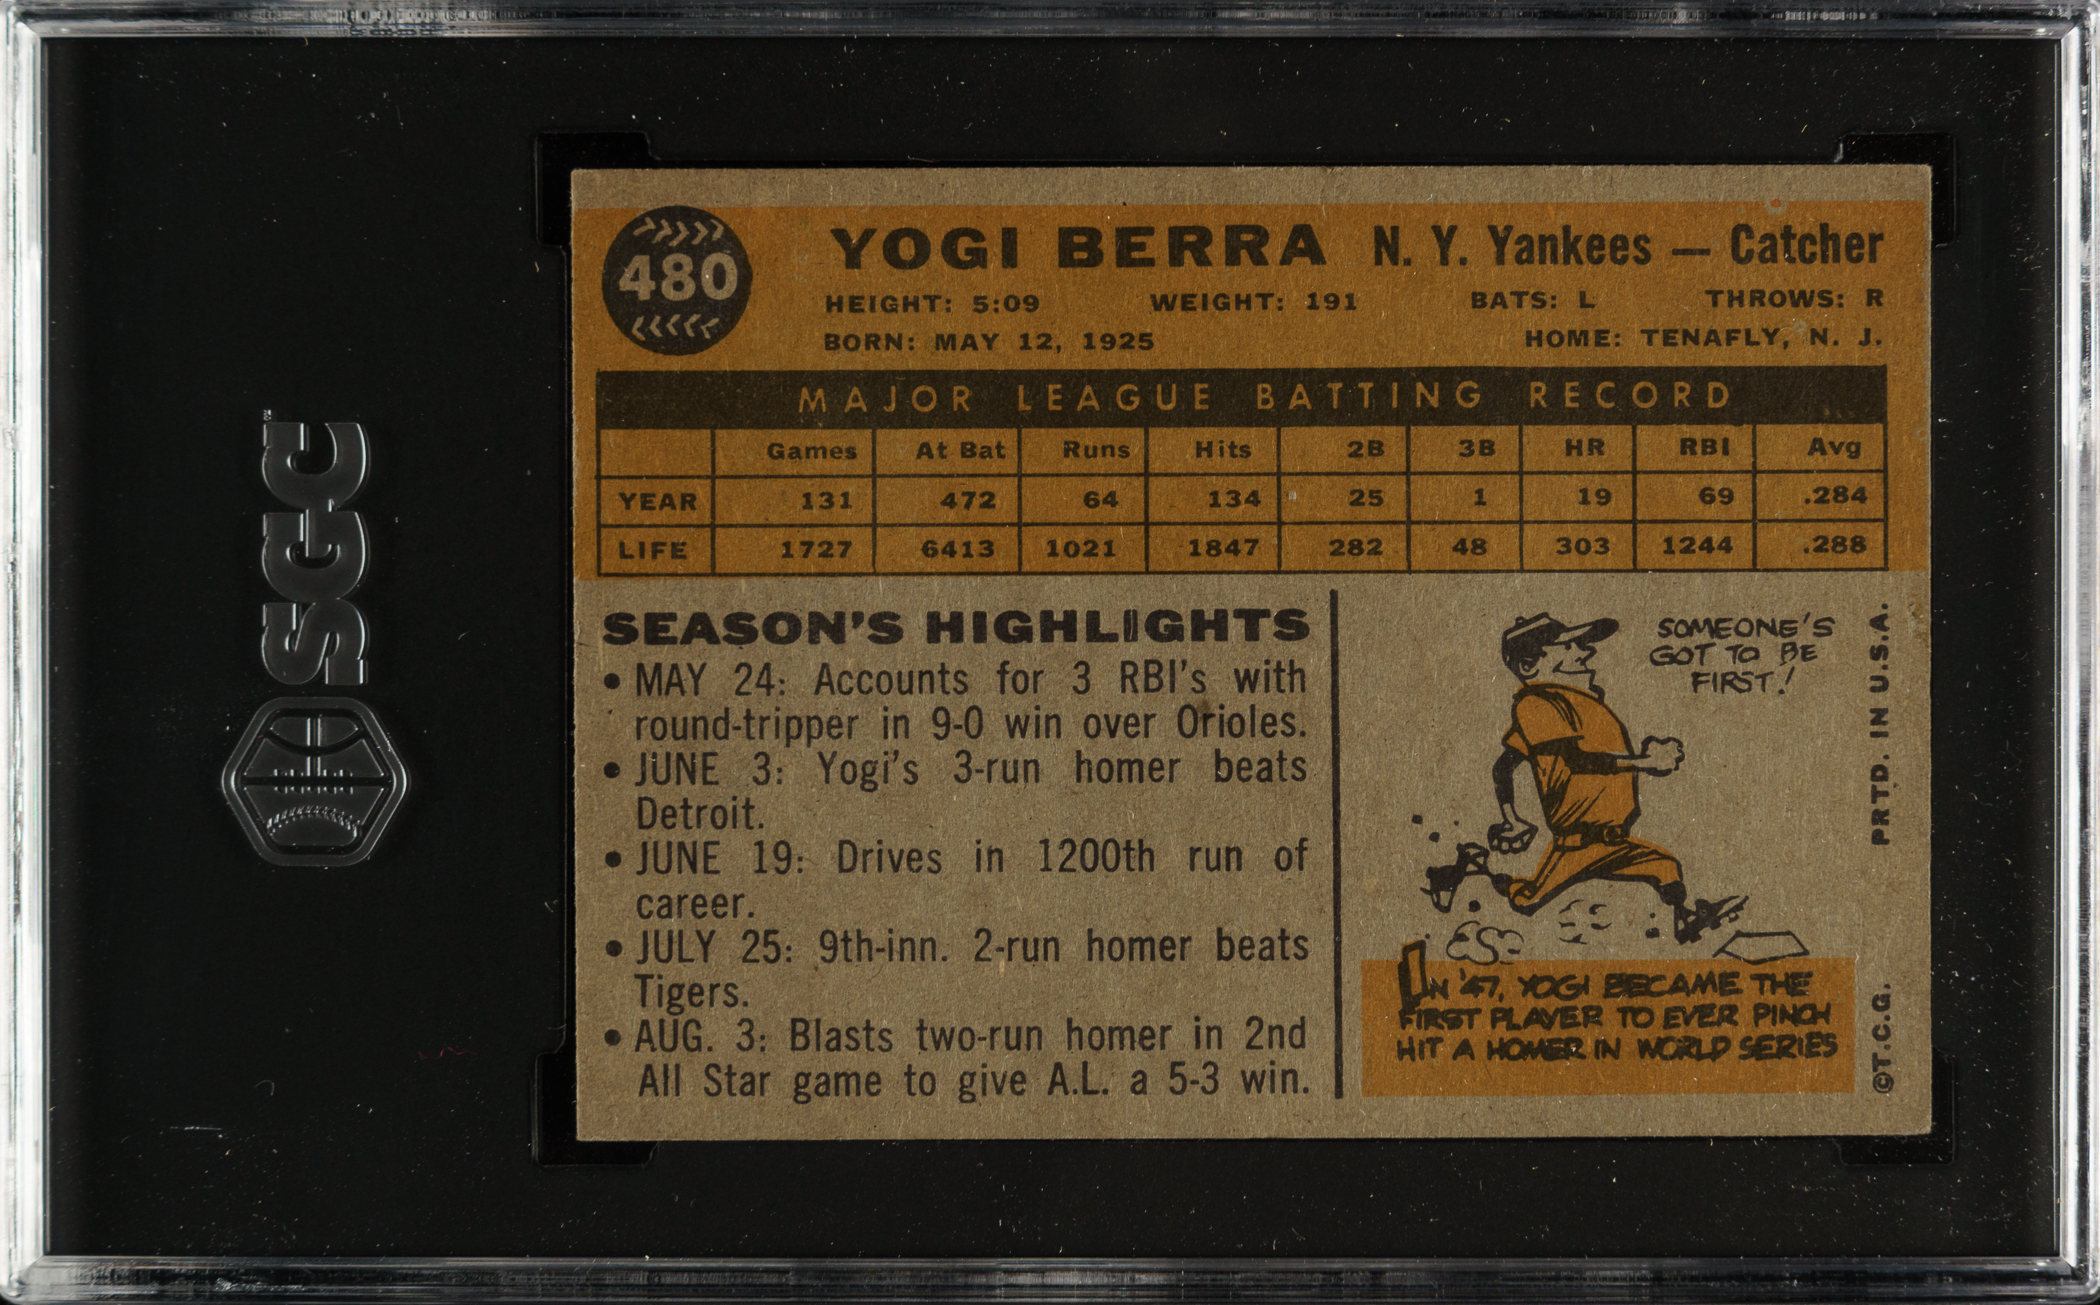 SGC
480
YOGI BERRA N. Y. Yankees — Catcher
HEIGHT: 5:09 WEIGHT: 191 BATS: L THROWS: R
BORN: MAY 12, 1925 HOME: TENAFLY, N. J.
MAJOR LEAGUE BATTING RECORD
Games At Bat Runs Hits 2B 3B HR RBI Avg
YEAR 131 472 64 134 25 1 19 69 .284
LIFE 1727 6413 1021 1847 282 48 303 1244 .288
SEASON'S HIGHLIGHTS
• MAY 24: Accounts for 3 RBI's with
round-tripper in 9-0 win over Orioles.
• JUNE 3: Yogi's 3-run homer beats
Detroit.
• JUNE 19: Drives in 1200th run of
career.
• JULY 25: 9th-inn. 2-run homer beats
Tigers.
• AUG. 3: Blasts two-run homer in 2nd
All Star game to give A.L. a 5-3 win.
SOMEONE'S
GOT TO BE
FIRST!
IN '47, YOGI BECAME THE
FIRST PLAYER TO EVER PINCH
HIT A HOMER IN WORLD SERIES
©T.C.G. PRTD. IN U.S.A.